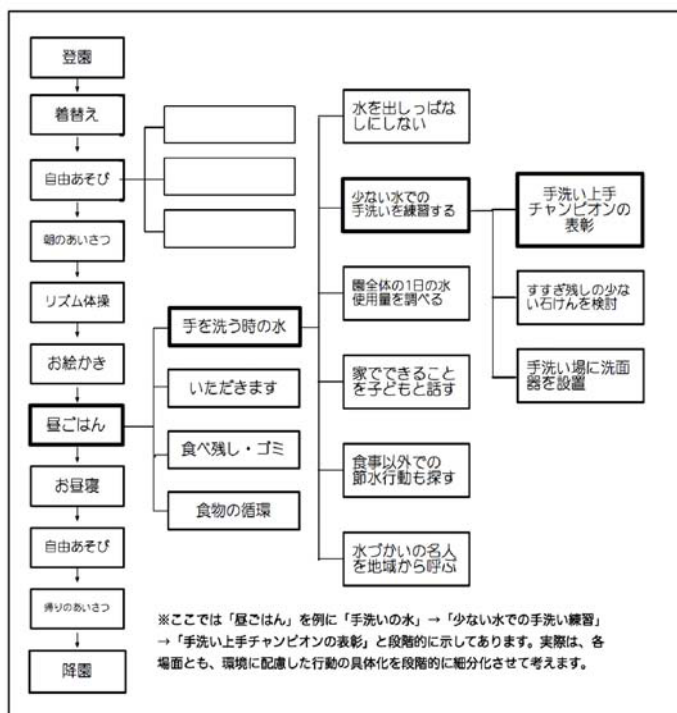 登園
着替え
自由あそび
朝のあいさつ
リズム体操
お絵かき
昼ごはん
お昼寝
自由あそび
帰りのあいさつ
降園
手を洗う時の水
いただきます
食べ残し・ゴミ
食物の循環
水を出しっぱな
しにしない
少ない水での
手洗いを練習する
園全体の1日の水
使用量を調べる
家でできること
を子どもと話す
食事以外での
節水行動も探す
水づかいの名人
を地域から呼ぶ
手洗い上手
チャンピオンの
表彰
すすぎ残しの少な
い石けんを検討
手洗い場に洗面
器を設置
※ここでは「昼ごはん」を例に「手洗いの水」→「少ない水での手洗い練習」
→「手洗い上手チャンピオンの表彰」と段階的に示してあります。実際は、各
場面とも、環境に配慮した行動の具体化を段階的に細分化させて考えます。